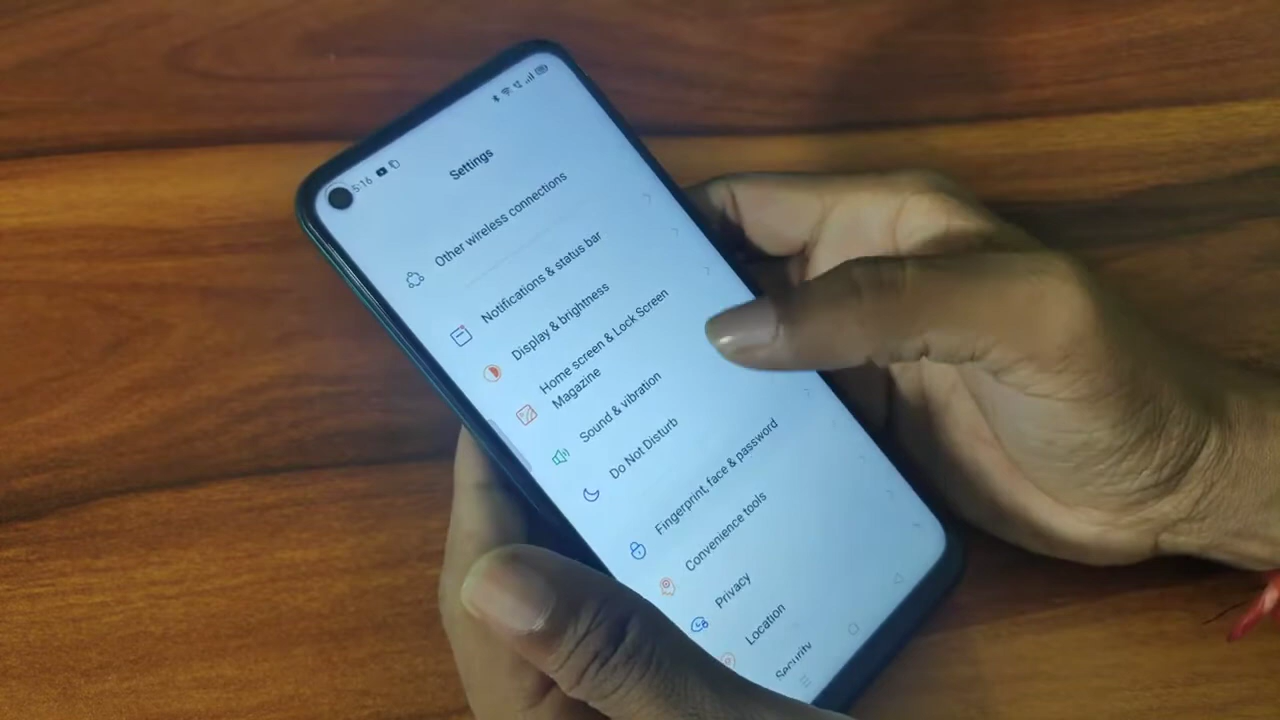 5:16
Settings
Other wireless connections
Notifications & status bar
Display & brightness
Home screen & Lock Screen
Magazine
Sound & vibration
Do Not Disturb
Fingerprint, face & password
Convenience tools
Privacy
Location
Security